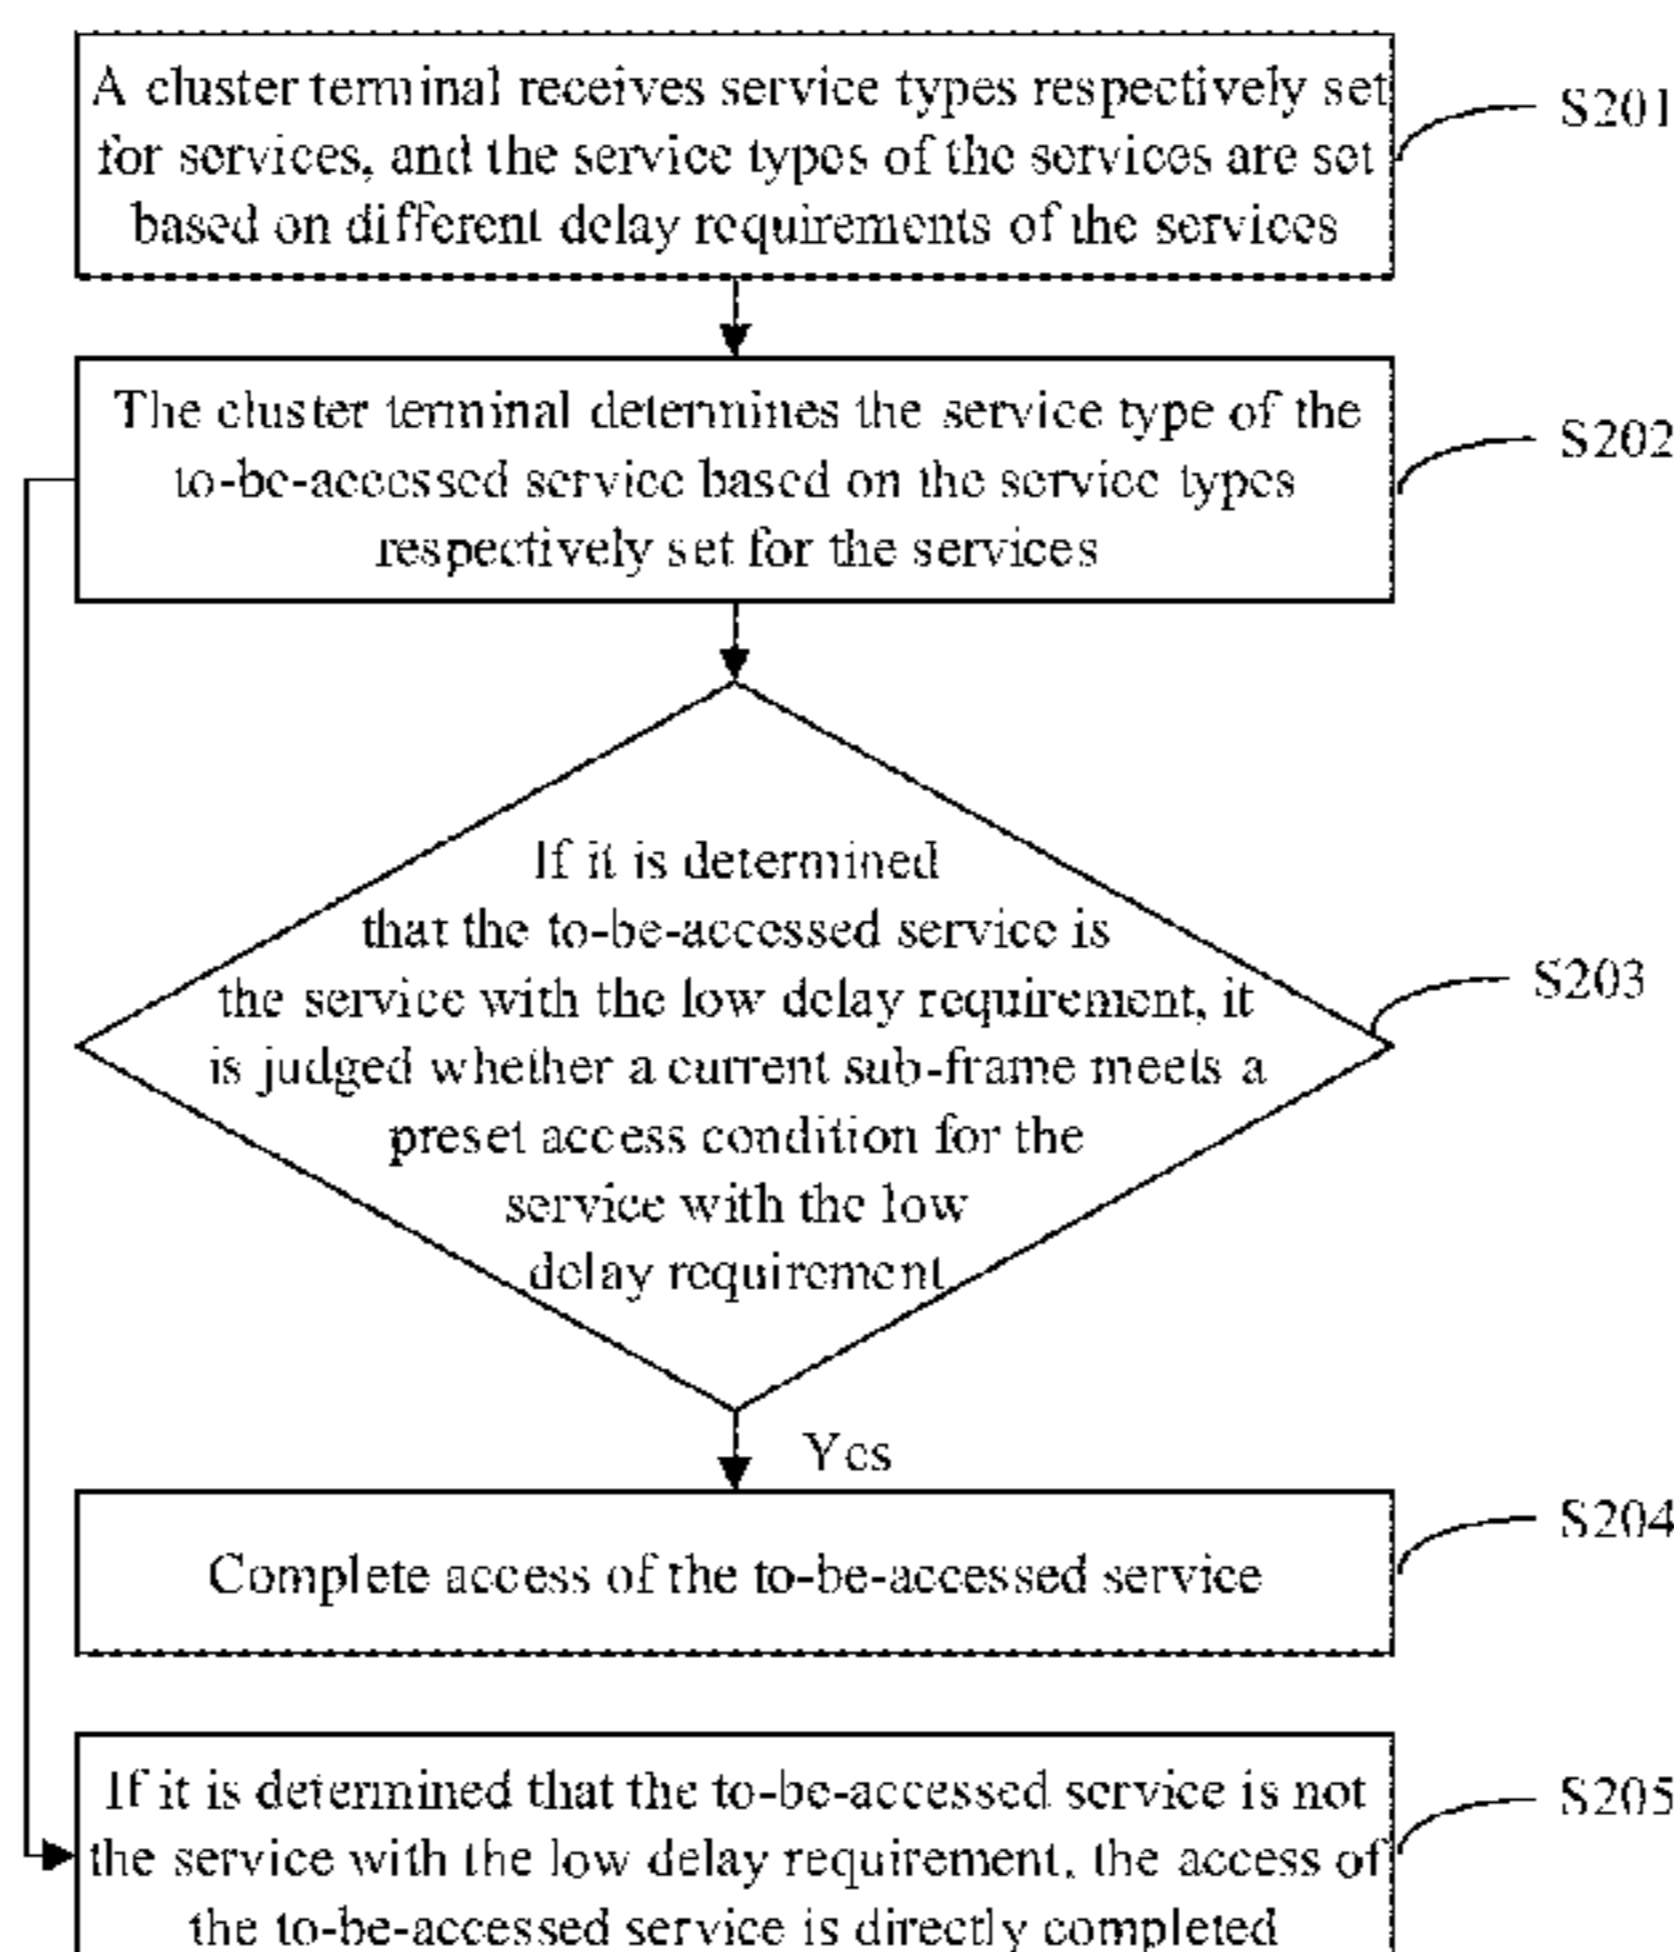 A cluster terminal receives service types respectively set
for services, and the service types of the services are set
based on different delay requirements of the services
S201
The cluster terminal determines the service type of the
to-be-accessed service based on the service types
respectively set for the services
S202
If it is determined
that the to-be-accessed service is
the service with the low delay requirement, it
is judged whether a current sub-frame meets a
preset access condition for the
service with the low
delay requirement
S203
Yes
Complete access of the to-be-accessed service
S204
If it is determined that the to-be-accessed service is not
the service with the low delay requirement, the access of
the to-be-accessed service is directly completed
S205